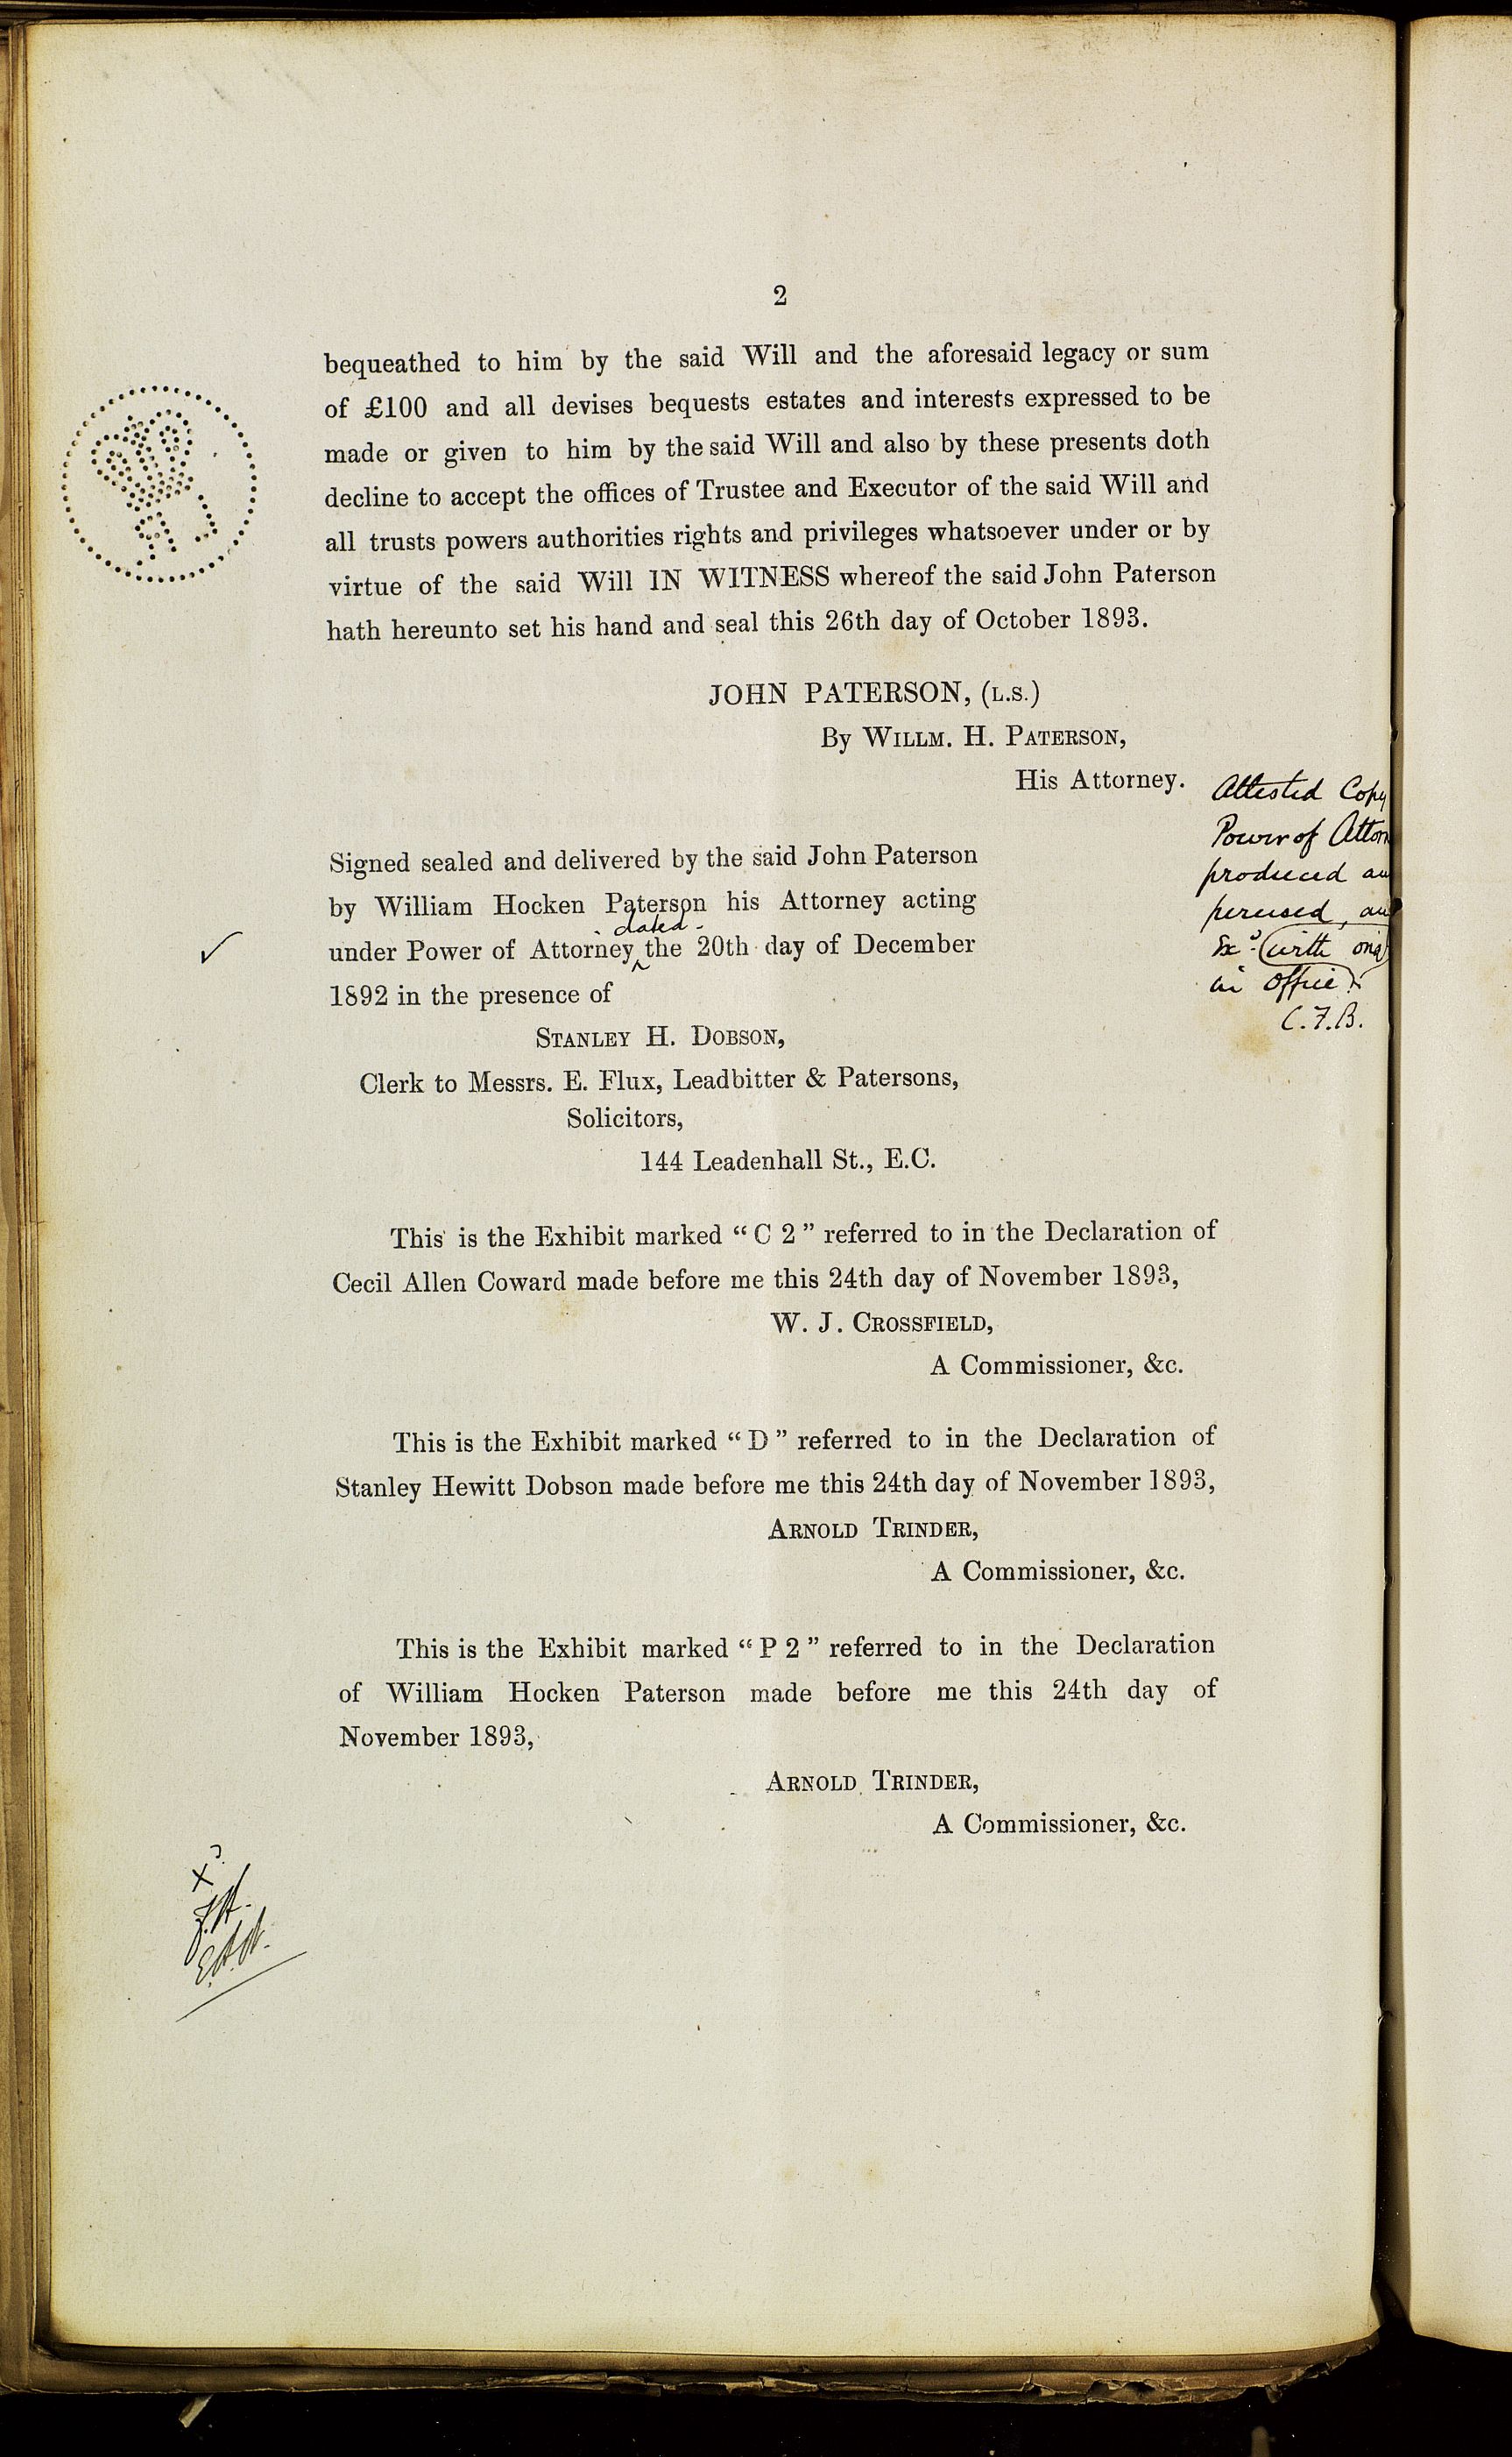 2
bequeathed to him by the said Will and the aforesaid legacy or sum
of £100 and all devises bequests estates and interests expressed to be
made or given to him by the said Will and also by these presents doth
decline to accept the offices of Trustee and Executor of the said Will and
all trusts powers authorities rights and privileges whatsoever under or by
virtue of the said Will IN WITNESS whereof the said John Paterson
hath hereunto set his hand and seal this 26th day of October 1893.
JOHN PATERSON, (L.S.)
By WILLM. H. PATERSON,
His Attorney.
Attested Copy
Power of Attor
produced an
perused, an
Ex^d (with orig
in office)
C.F.B.
Signed sealed and delivered by the said John Paterson
by William Hocken Paterson his Attorney acting
dated
under Power of Attorney ^ the 20th day of December
1892 in the presence of
STANLEY H. DOBSON,
Clerk to Messrs. E. Flux, Leadbitter & Patersons,
Solicitors,
144 Leadenhall St., E.C.
This is the Exhibit marked “C 2” referred to in the Declaration of
Cecil Allen Coward made before me this 24th day of November 1893,
W. J. CROSSFIELD,
A Commissioner, &c.
This is the Exhibit marked “D” referred to in the Declaration of
Stanley Hewitt Dobson made before me this 24th day of November 1893,
ARNOLD TRINDER,
A Commissioner, &c.
This is the Exhibit marked “P 2” referred to in the Declaration
of William Hocken Paterson made before me this 24th day of
November 1893,
ARNOLD TRINDER,
A Commissioner, &c.